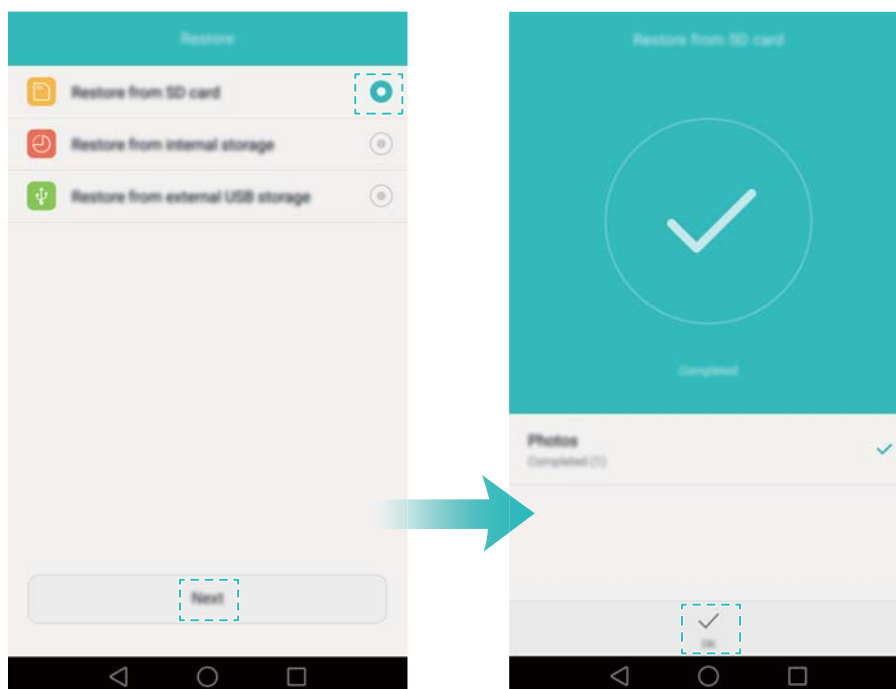 Restore
Restore from SD card
Restore from internal storage
Restore from external USB storage
Next
Restore from SD card
Completed
Photos
Completed (1)
OK